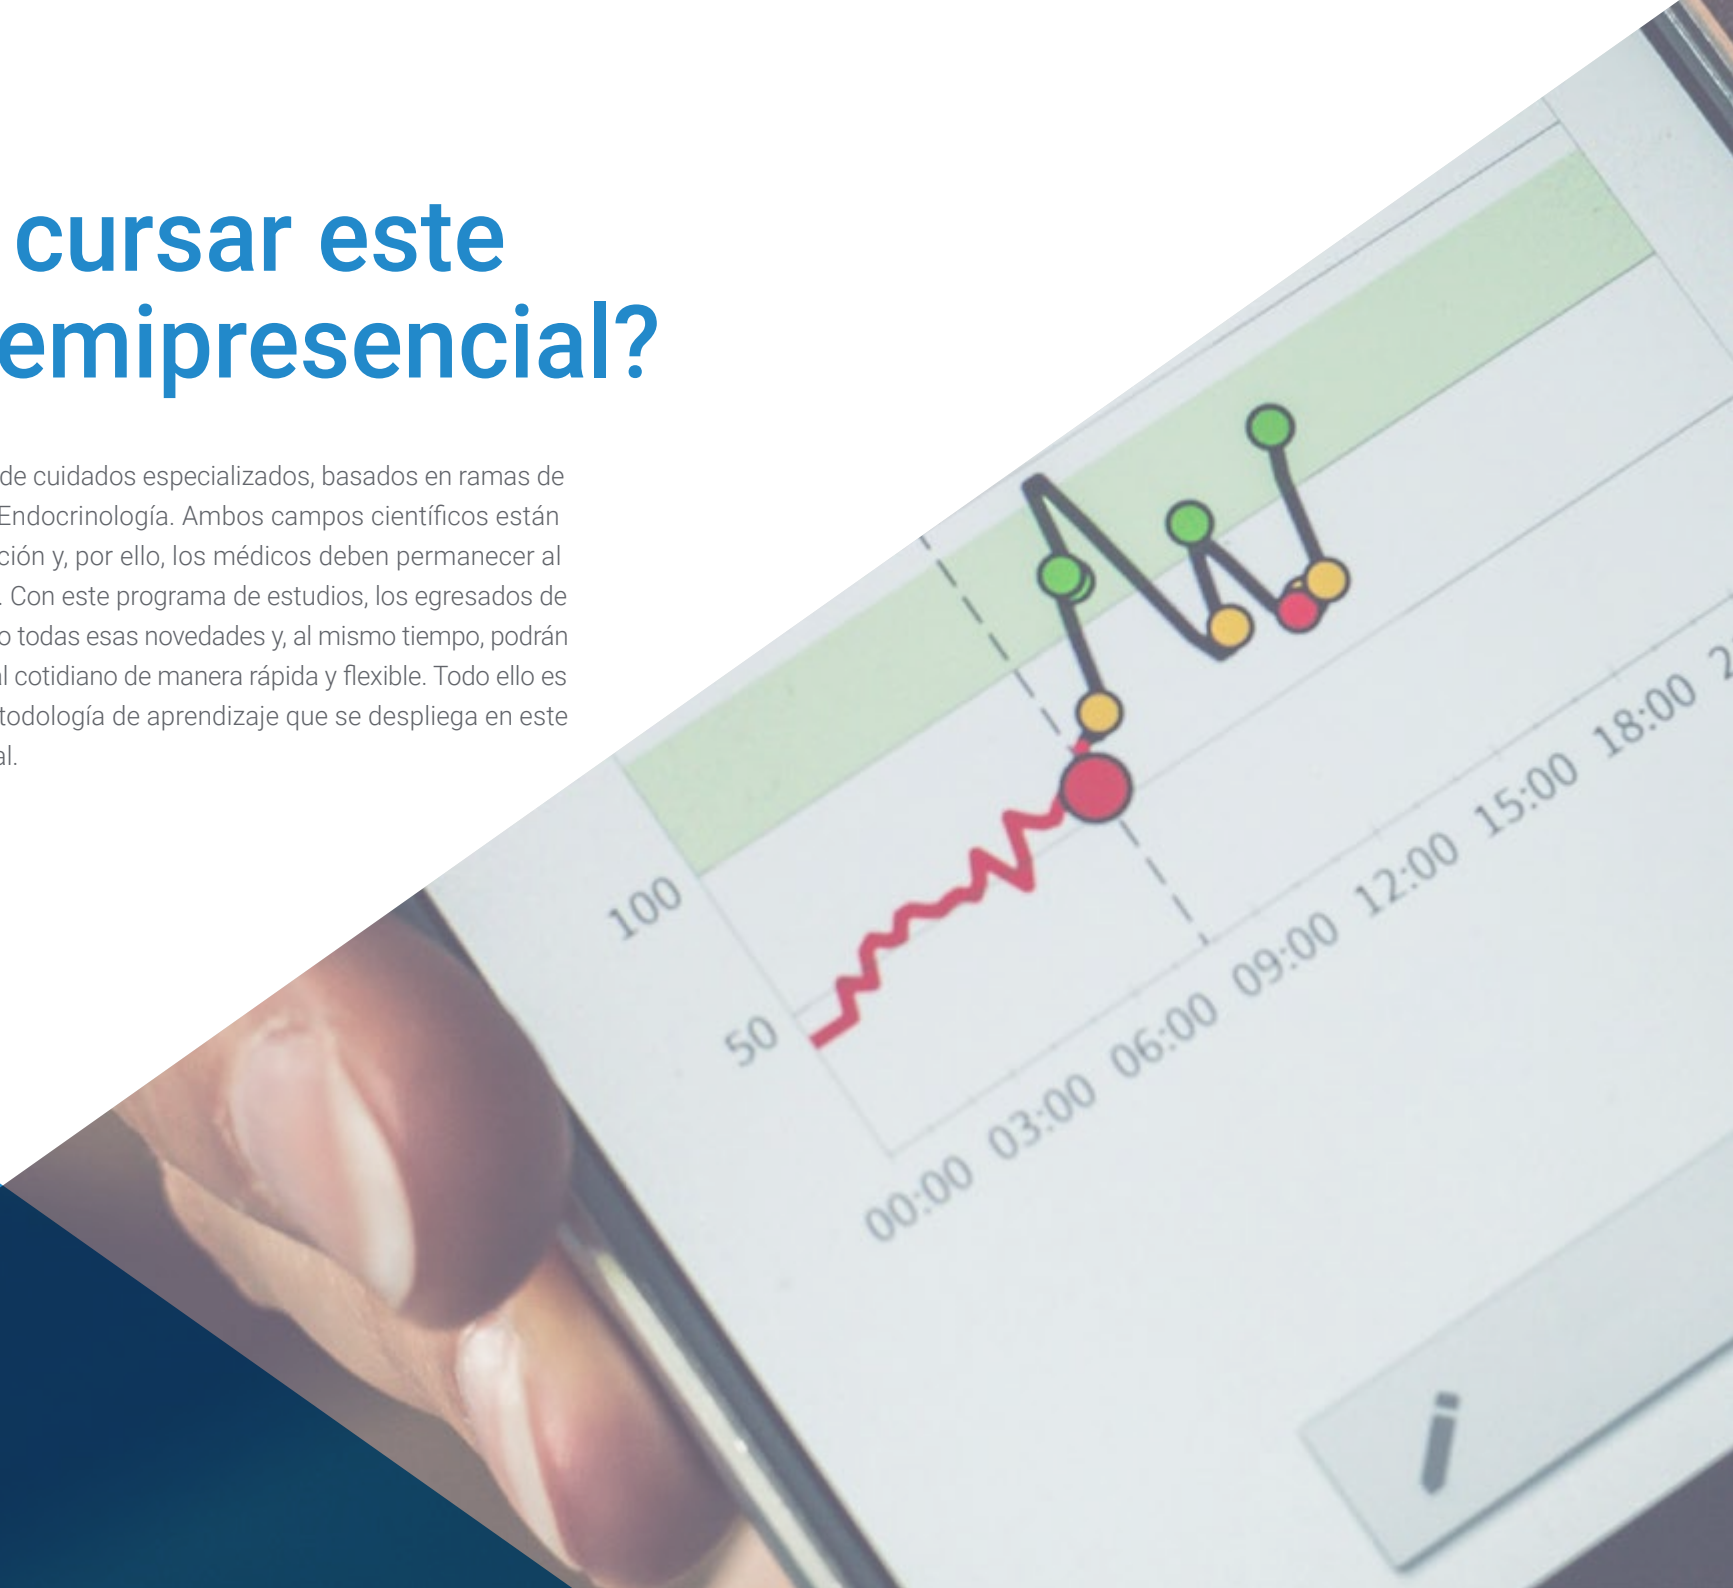 cursar este
emipresencial?
de cuidados especializados, basados en ramas de
Endocrinología. Ambos campos científicos están
ción y, por ello, los médicos deben permanecer al
. Con este programa de estudios, los egresados de
o todas esas novedades y, al mismo tiempo, podrán
al cotidiano de manera rápida y flexible. Todo ello es
todología de aprendizaje que se despliega en este
al.
100
50
00:00 03:00 06:00 09:00 12:00 15:00 18:00 2